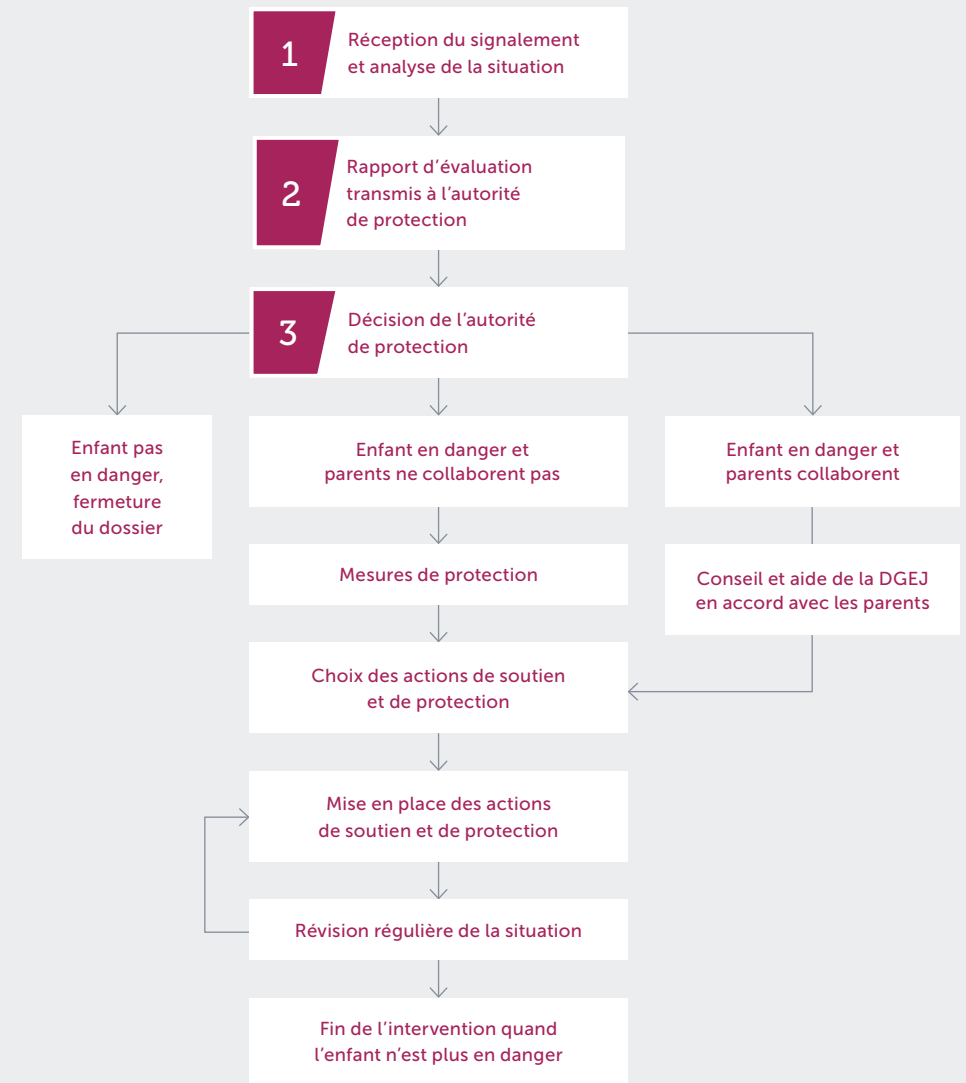 1
Réception du signalement
et analyse de la situation
2
Rapport d’évaluation
transmis à l’autorité
de protection
3
Décision de l’autorité
de protection
Enfant pas
en danger,
fermeture
du dossier
Enfant en danger et
parents ne collaborent pas
Enfant en danger et
parents collaborent
Mesures de protection
Conseil et aide de la DGEJ
en accord avec les parents
Choix des actions de soutien
et de protection
Mise en place des actions
de soutien et de protection
Révision régulière de la situation
Fin de l’intervention quand
l’enfant n’est plus en danger